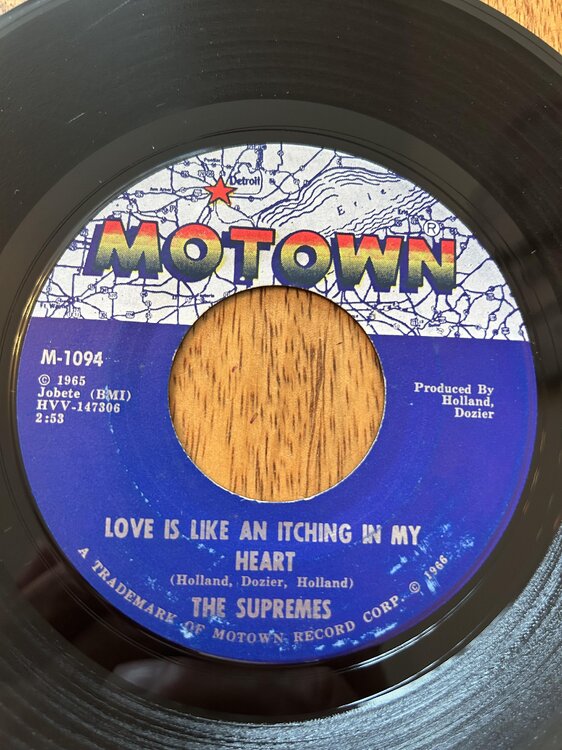 Detroit
Erie
MOTOWN®
M-1094
© 1965
Jobete (BMI)
HVV-147306
2:53
Produced By
Holland,
Dozier
LOVE IS LIKE AN ITCHING IN MY
HEART
(Holland, Dozier, Holland)
THE SUPREMES
A TRADEMARK OF MOTOWN RECORD CORP. © 1966